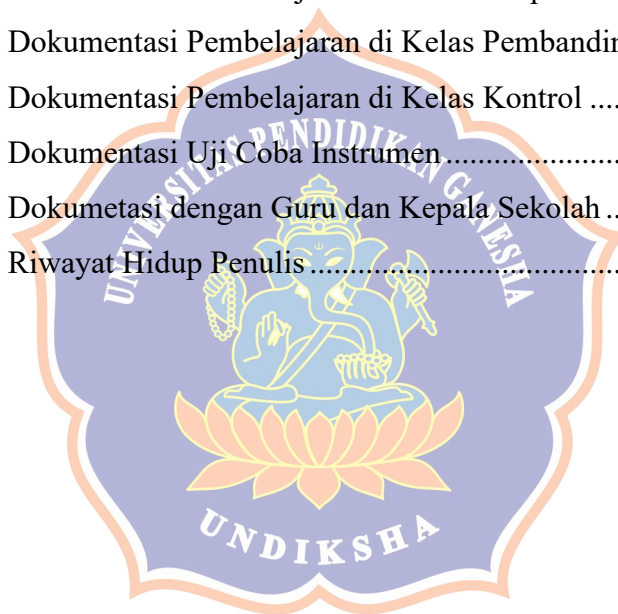 Dokumentasi Pembelajaran di Kelas Pembandin
Dokumentasi Pembelajaran di Kelas Kontrol ....
Dokumentasi Uji Coba Instrumen ......................
Dokumetasi dengan Guru dan Kepala Sekolah ..
Riwayat Hidup Penulis .......................................
UNIVERSITAS PENDIDIKAN GANESHA
UNDIKSHA